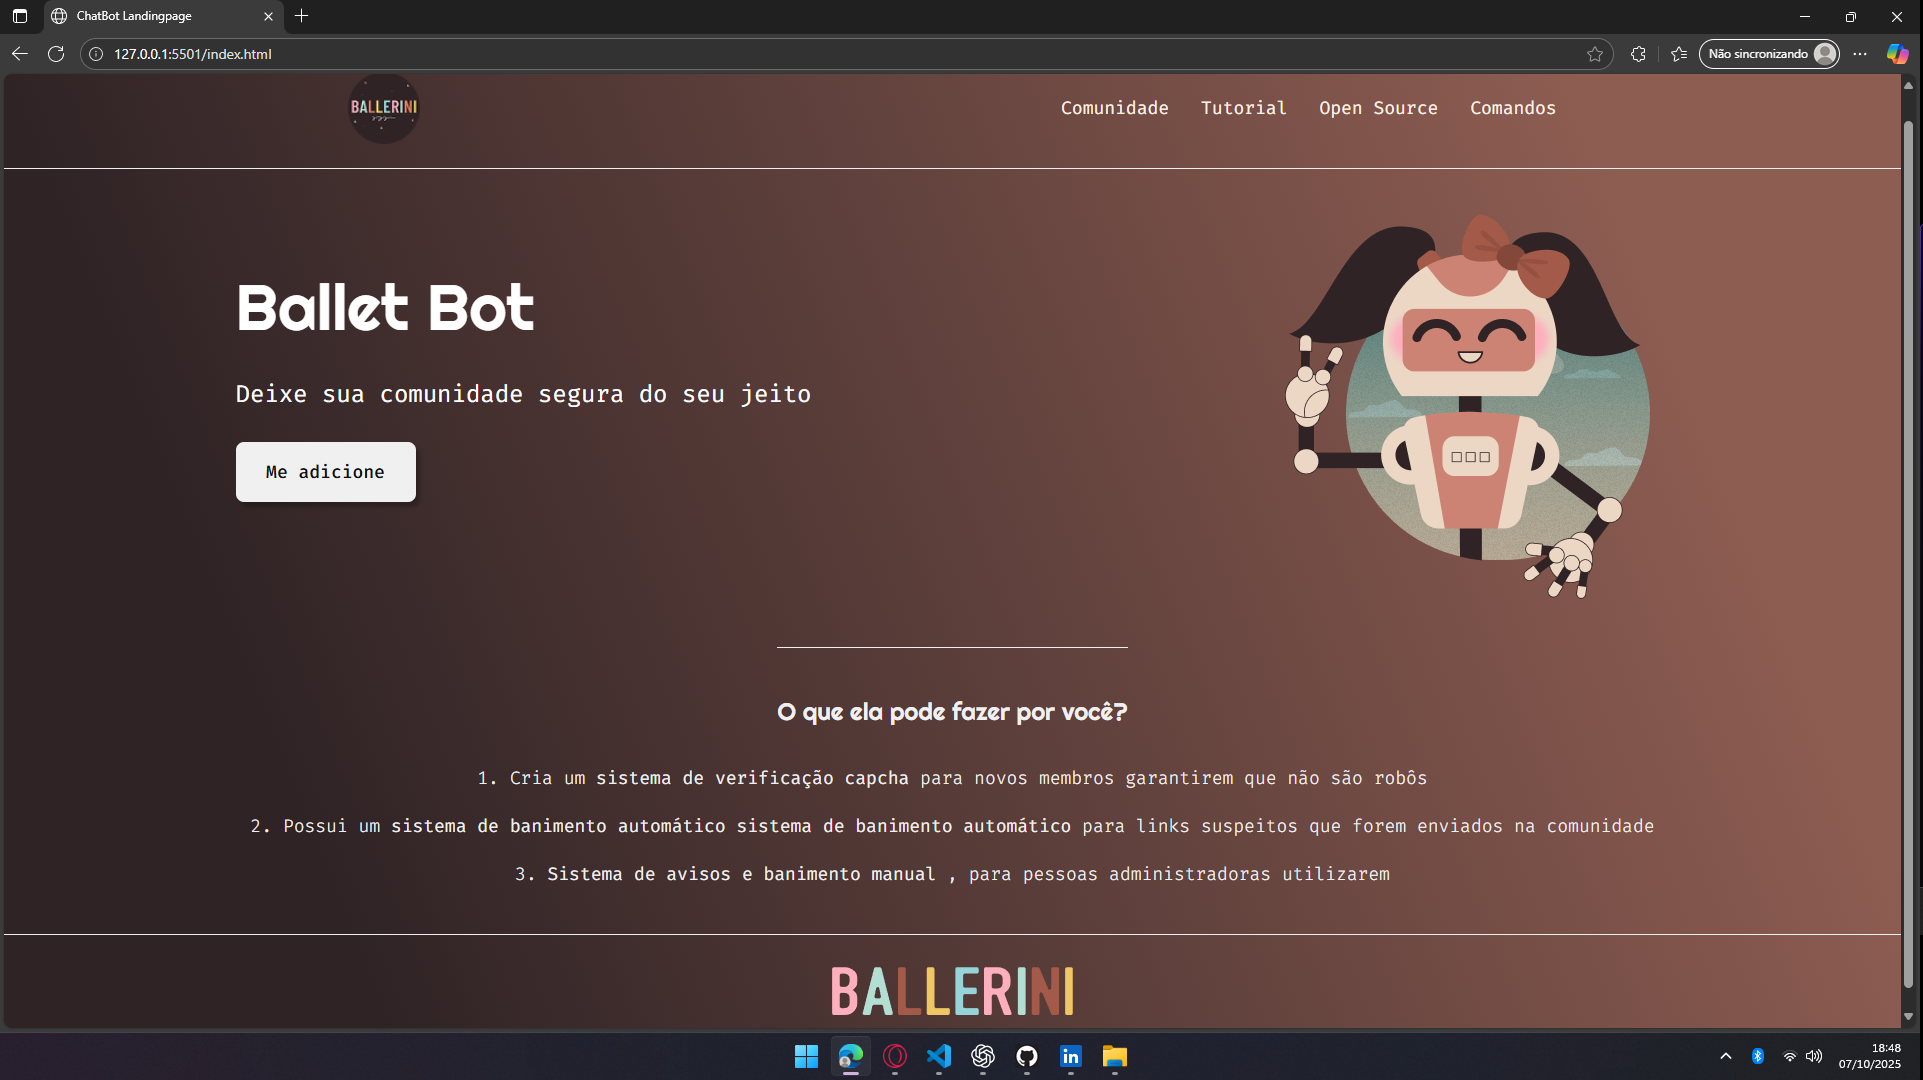 ChatBot Landingpage
127.0.0.1:5501/index.html
Não sincronizando
BALLERINI
Comunidade Tutorial Open Source Comandos
Ballet Bot
Deixe sua comunidade segura do seu jeito
Me adicione
O que ela pode fazer por você?
1. Cria um sistema de verificação capcha para novos membros garantirem que não são robôs
2. Possui um sistema de banimento automático sistema de banimento automático para links suspeitos que forem enviados na comunidade
3. Sistema de avisos e banimento manual , para pessoas administradoras utilizarem
BALLERINI
in
18:48
07/10/2025